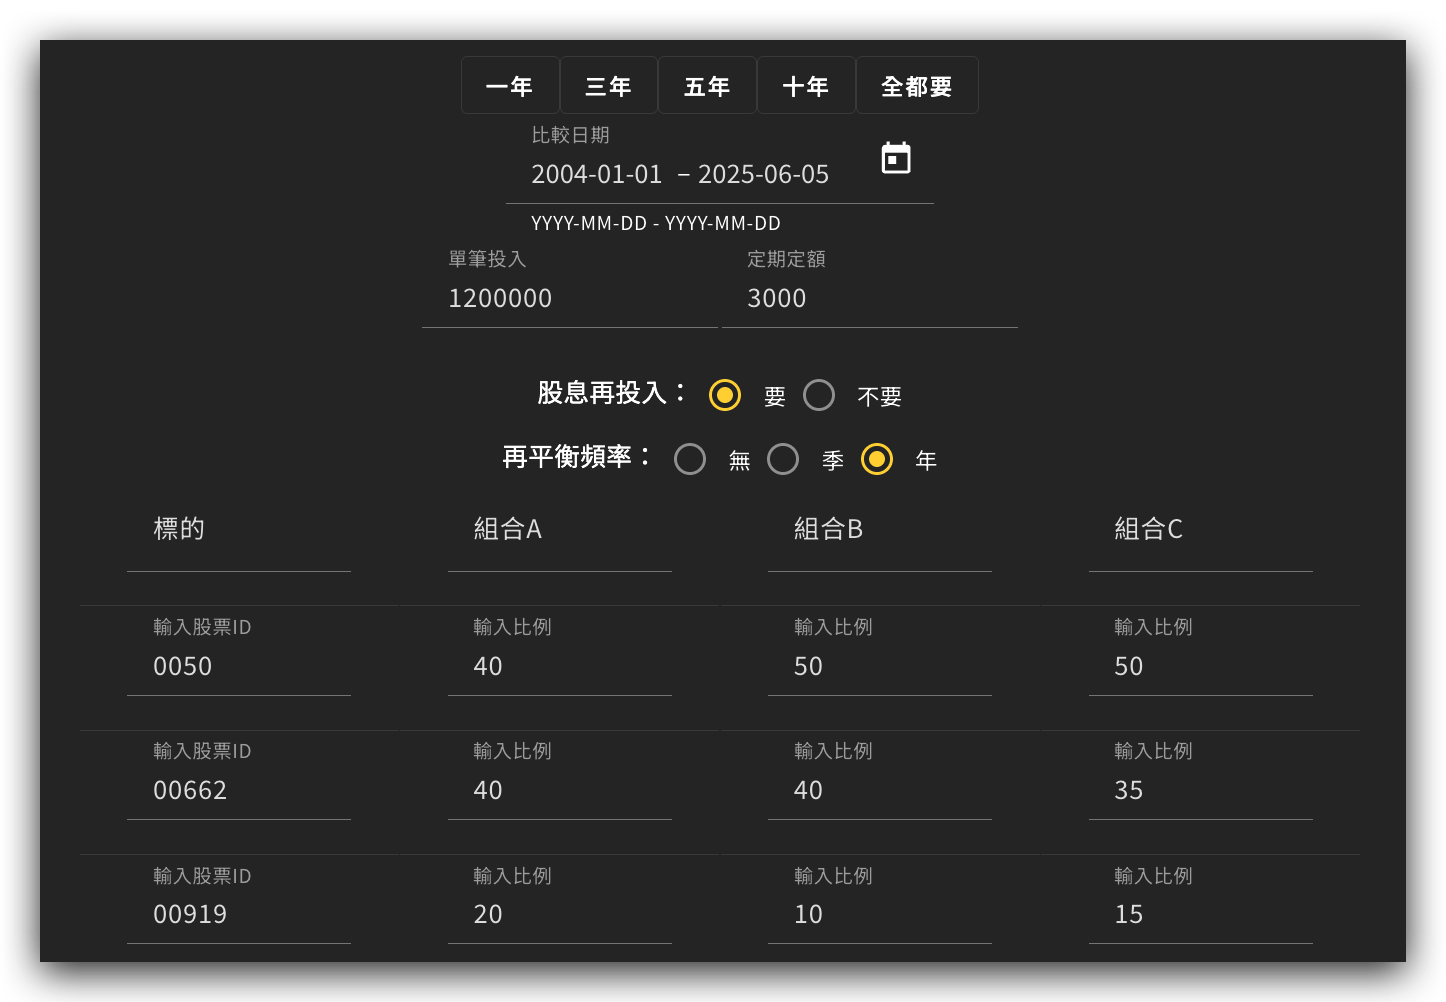 一年 三年 五年 十年 全都要
比較日期
2004-01-01 – 2025-06-05
YYYY-MM-DD - YYYY-MM-DD
單筆投入 定期定額
1200000 3000
股息再投入： 要 不要
再平衡頻率： 無 季 年
標的 組合A 組合B 組合C
輸入股票ID 輸入比例 輸入比例 輸入比例
0050 40 50 50
輸入股票ID 輸入比例 輸入比例 輸入比例
00662 40 40 35
輸入股票ID 輸入比例 輸入比例 輸入比例
00919 20 10 15